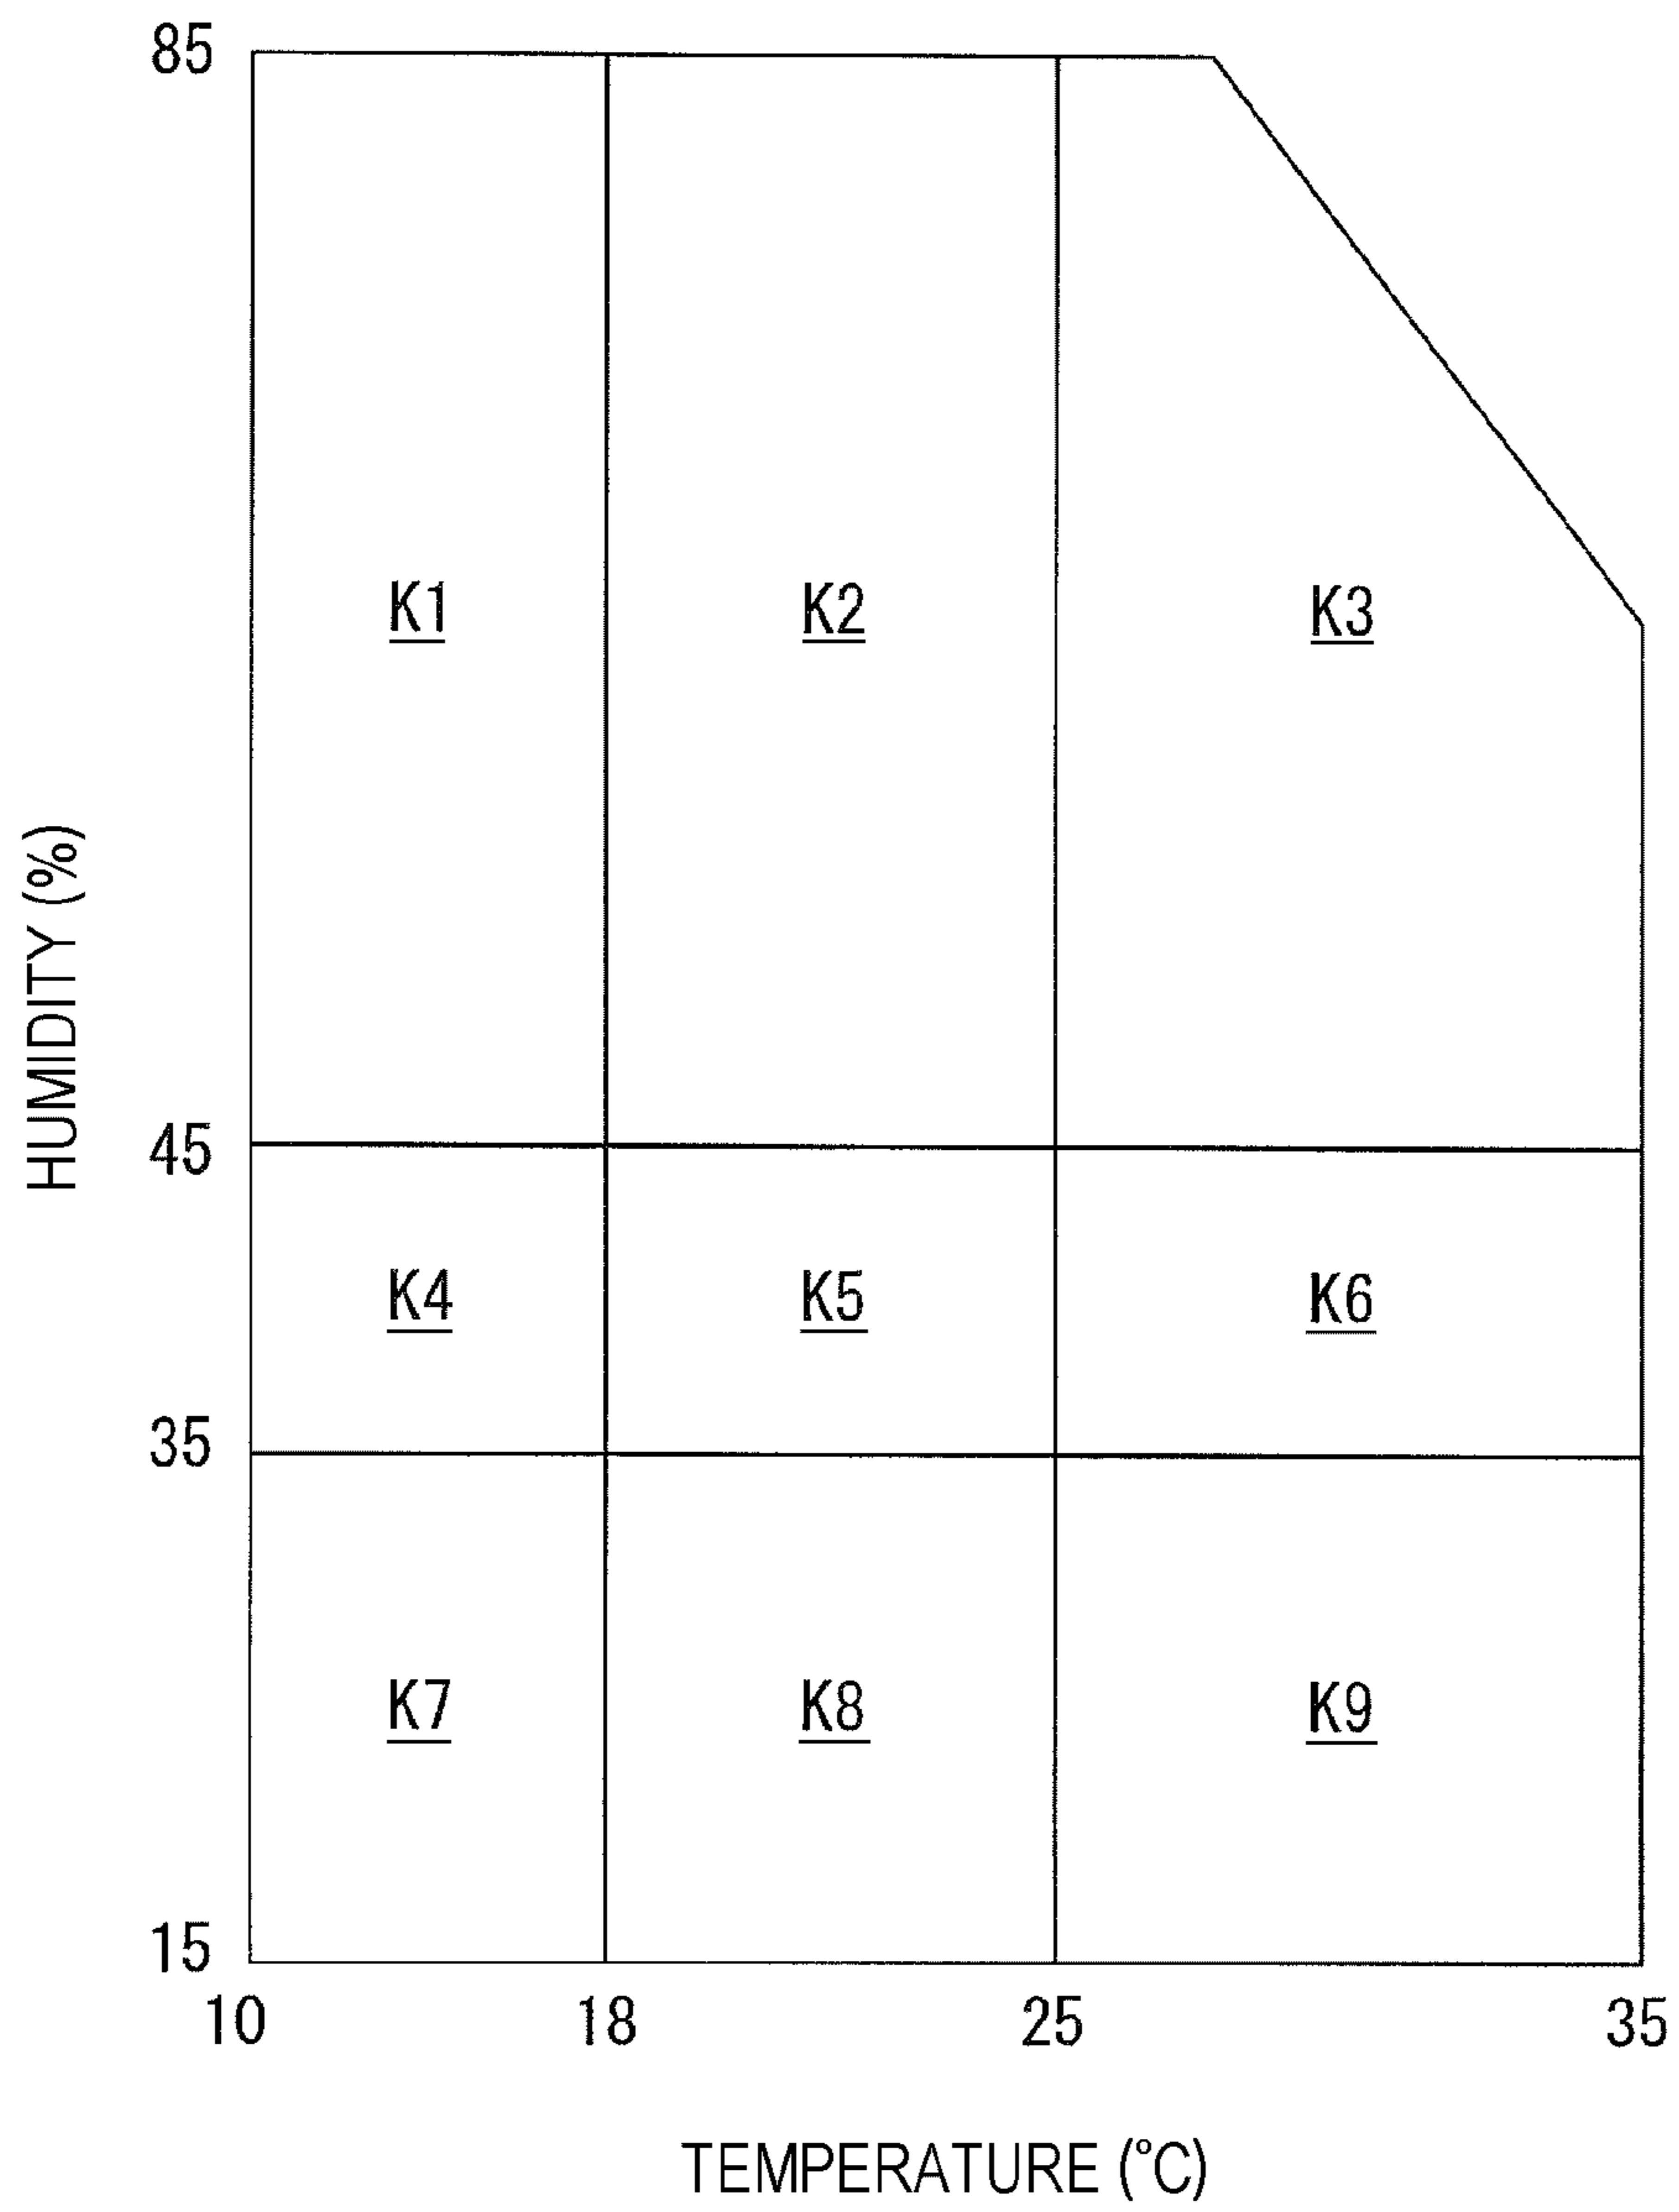 85
K1 K2 K3
HUMIDITY (%)
45
K4 K5 K6
35
K7 K8 K9
15
10 18 25 35
TEMPERATURE (°C)